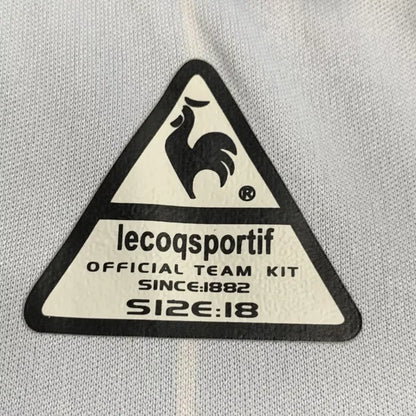 ®
lecoqsportif
OFFICIAL TEAM KIT
SINCE:1882
SIZE:18